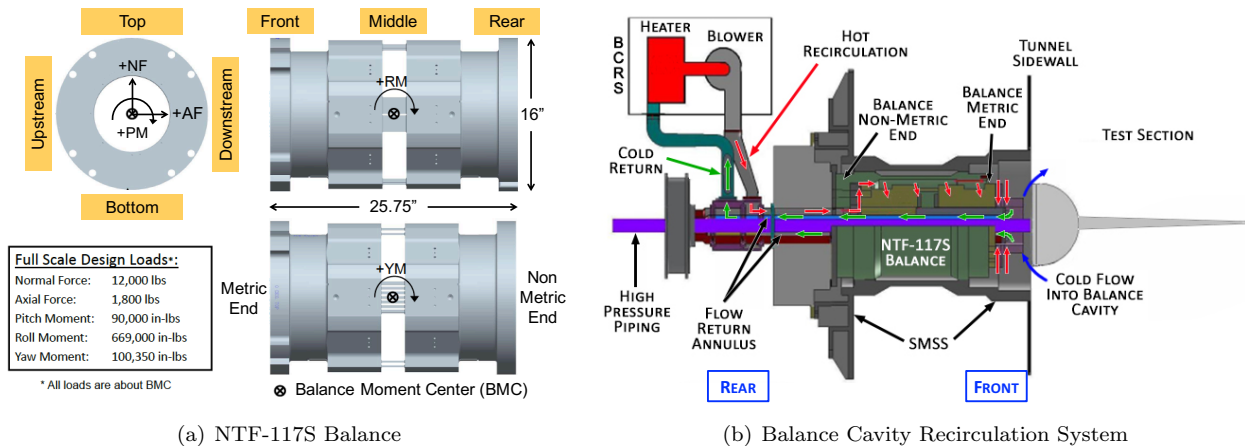 Top
+NF
+AF
+PM
Upstream
Downstream
Bottom
Front
Middle
Rear
+RM
16”
25.75”
+YM
Metric
End
Non
Metric
End
⊗ Balance Moment Center (BMC)
Full Scale Design Loads*:
Normal Force: 12,000 lbs
Axial Force: 1,800 lbs
Pitch Moment: 90,000 in-lbs
Roll Moment: 669,000 in-lbs
Yaw Moment: 100,350 in-lbs
* All loads are about BMC
(a) NTF-117S Balance
BCRS
HEATER
BLOWER
HOT
RECIRCULATION
TUNNEL
SIDEWALL
BALANCE
NON-METRIC
END
BALANCE
METRIC
END
TEST SECTION
COLD
RETURN
NTF-117S
BALANCE
HIGH
PRESSURE
PIPING
FLOW
RETURN
ANNULUS
SMSS
COLD FLOW
INTO BALANCE
CAVITY
REAR
FRONT
(b) Balance Cavity Recirculation System